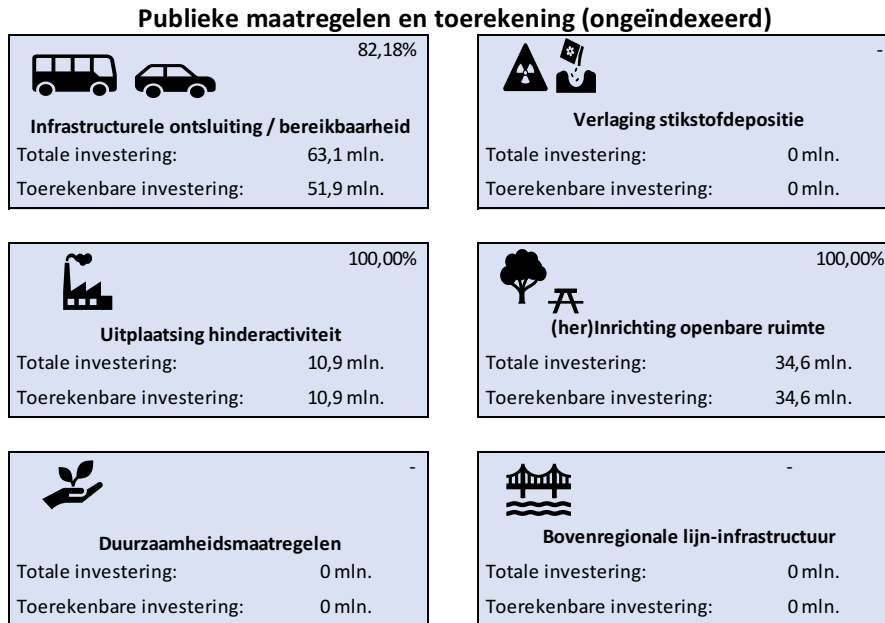 Publieke maatregelen en toerekening (ongeïndexeerd)
82,18%
Infrastructurele ontsluiting / bereikbaarheid
Totale investering: 63,1 mln.
Toerekenbare investering: 51,9 mln.
-
Verlaging stikstofdepositie
Totale investering: 0 mln.
Toerekenbare investering: 0 mln.
100,00%
Uitplaatsing hinderactiviteit
Totale investering: 10,9 mln.
Toerekenbare investering: 10,9 mln.
100,00%
(her)Inrichting openbare ruimte
Totale investering: 34,6 mln.
Toerekenbare investering: 34,6 mln.
-
Duurzaamheidsmaatregelen
Totale investering: 0 mln.
Toerekenbare investering: 0 mln.
-
Bovenregionale lijn-infrastructuur
Totale investering: 0 mln.
Toerekenbare investering: 0 mln.